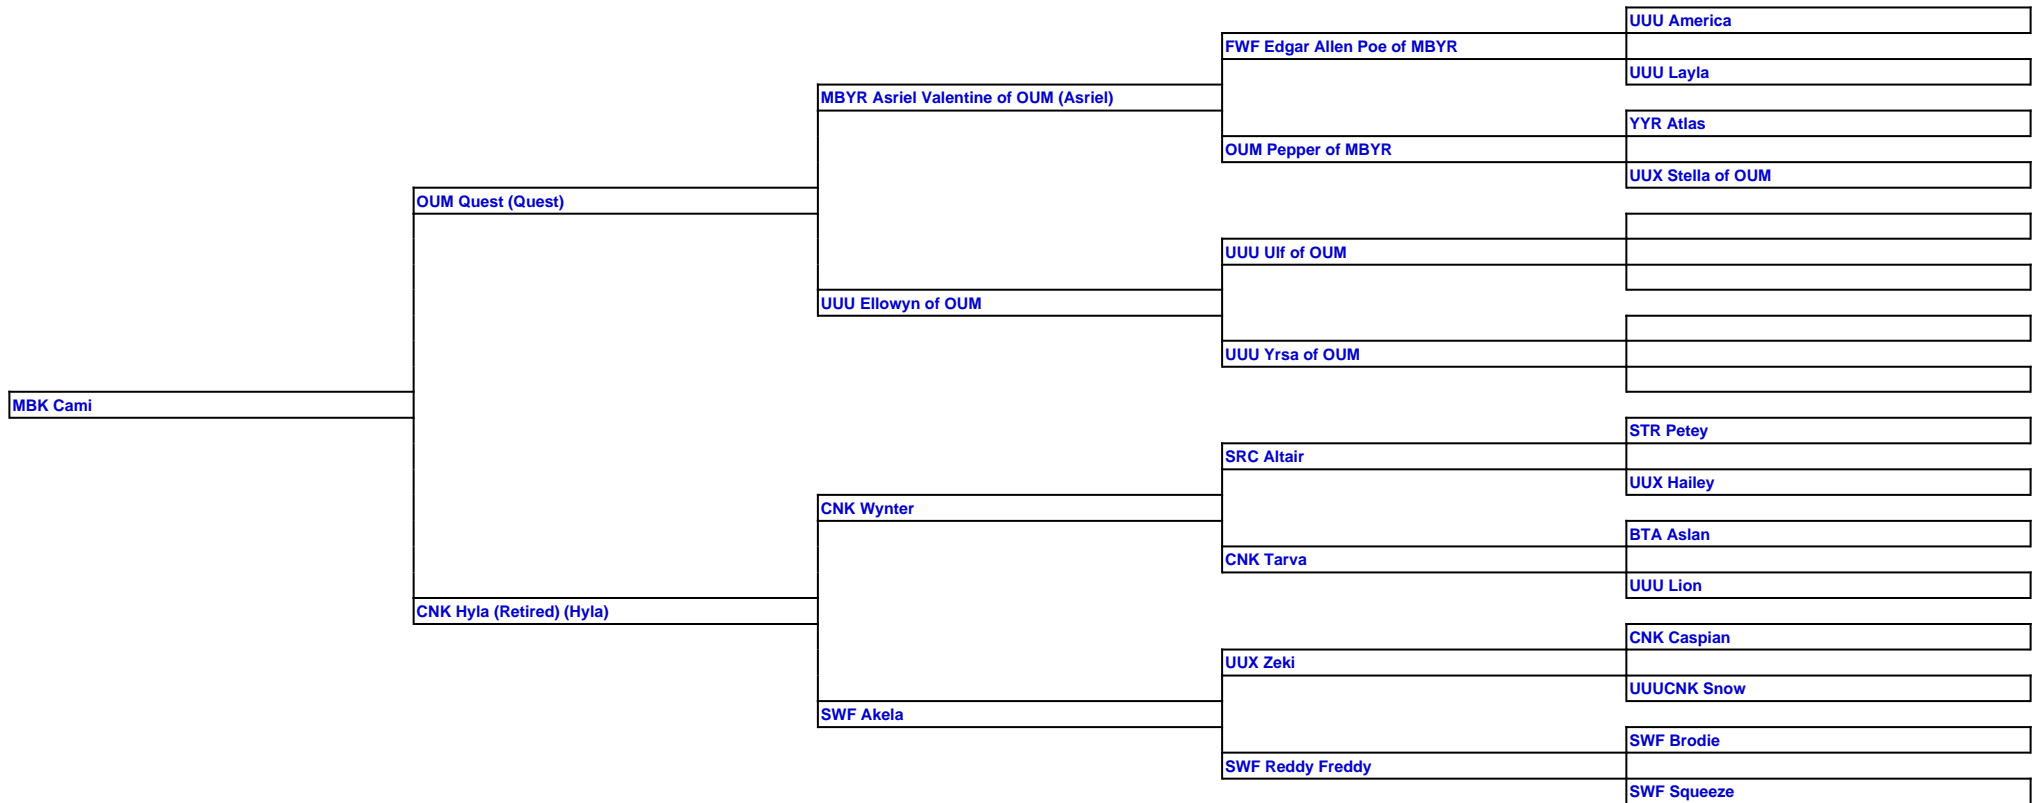 UUU America
FWF Edgar Allen Poe of MBYR
UUU Layla
MBYR Asriel Valentine of OUM (Asriel)
YYR Atlas
OUM Pepper of MBYR
UUX Stella of OUM
OUM Quest (Quest)
UUU Ulf of OUM
UUU Ellowyn of OUM
UUU Yrsa of OUM
MBK Cami
STR Petey
SRC Altair
UUX Hailey
CNK Wynter
BTA Aslan
CNK Tarva
UUU Lion
CNK Hyla (Retired) (Hyla)
CNK Caspian
UUX Zeki
UUUCNK Snow
SWF Akela
SWF Brodie
SWF Reddy Freddy
SWF Squeeze